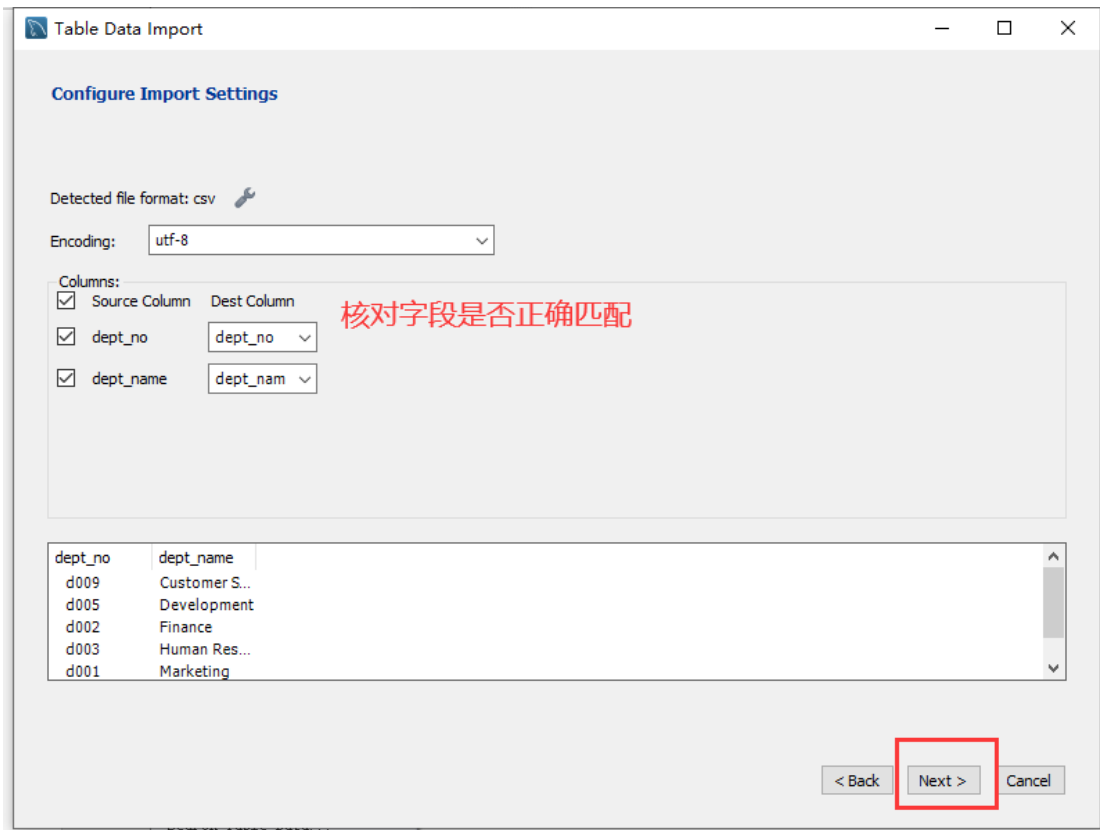 Table Data Import
Configure Import Settings
Detected file format: csv
Encoding: utf-8
Columns:
Source Column Dest Column
核对字段是否正确匹配
dept_no dept_no
dept_name dept_nam
dept_no dept_name
d009 Customer S...
d005 Development
d002 Finance
d003 Human Res...
d001 Marketing
< Back Next > Cancel